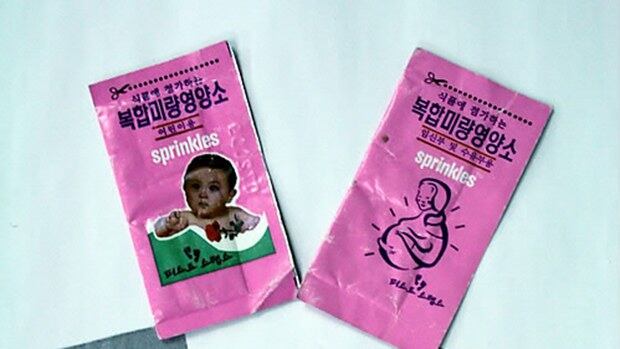 식품에 첨가하는
복합미량영양소
어린이용
sprinkles
식품에 첨가하는
복합미량영양소
임신부 및 수유부용
sprinkles